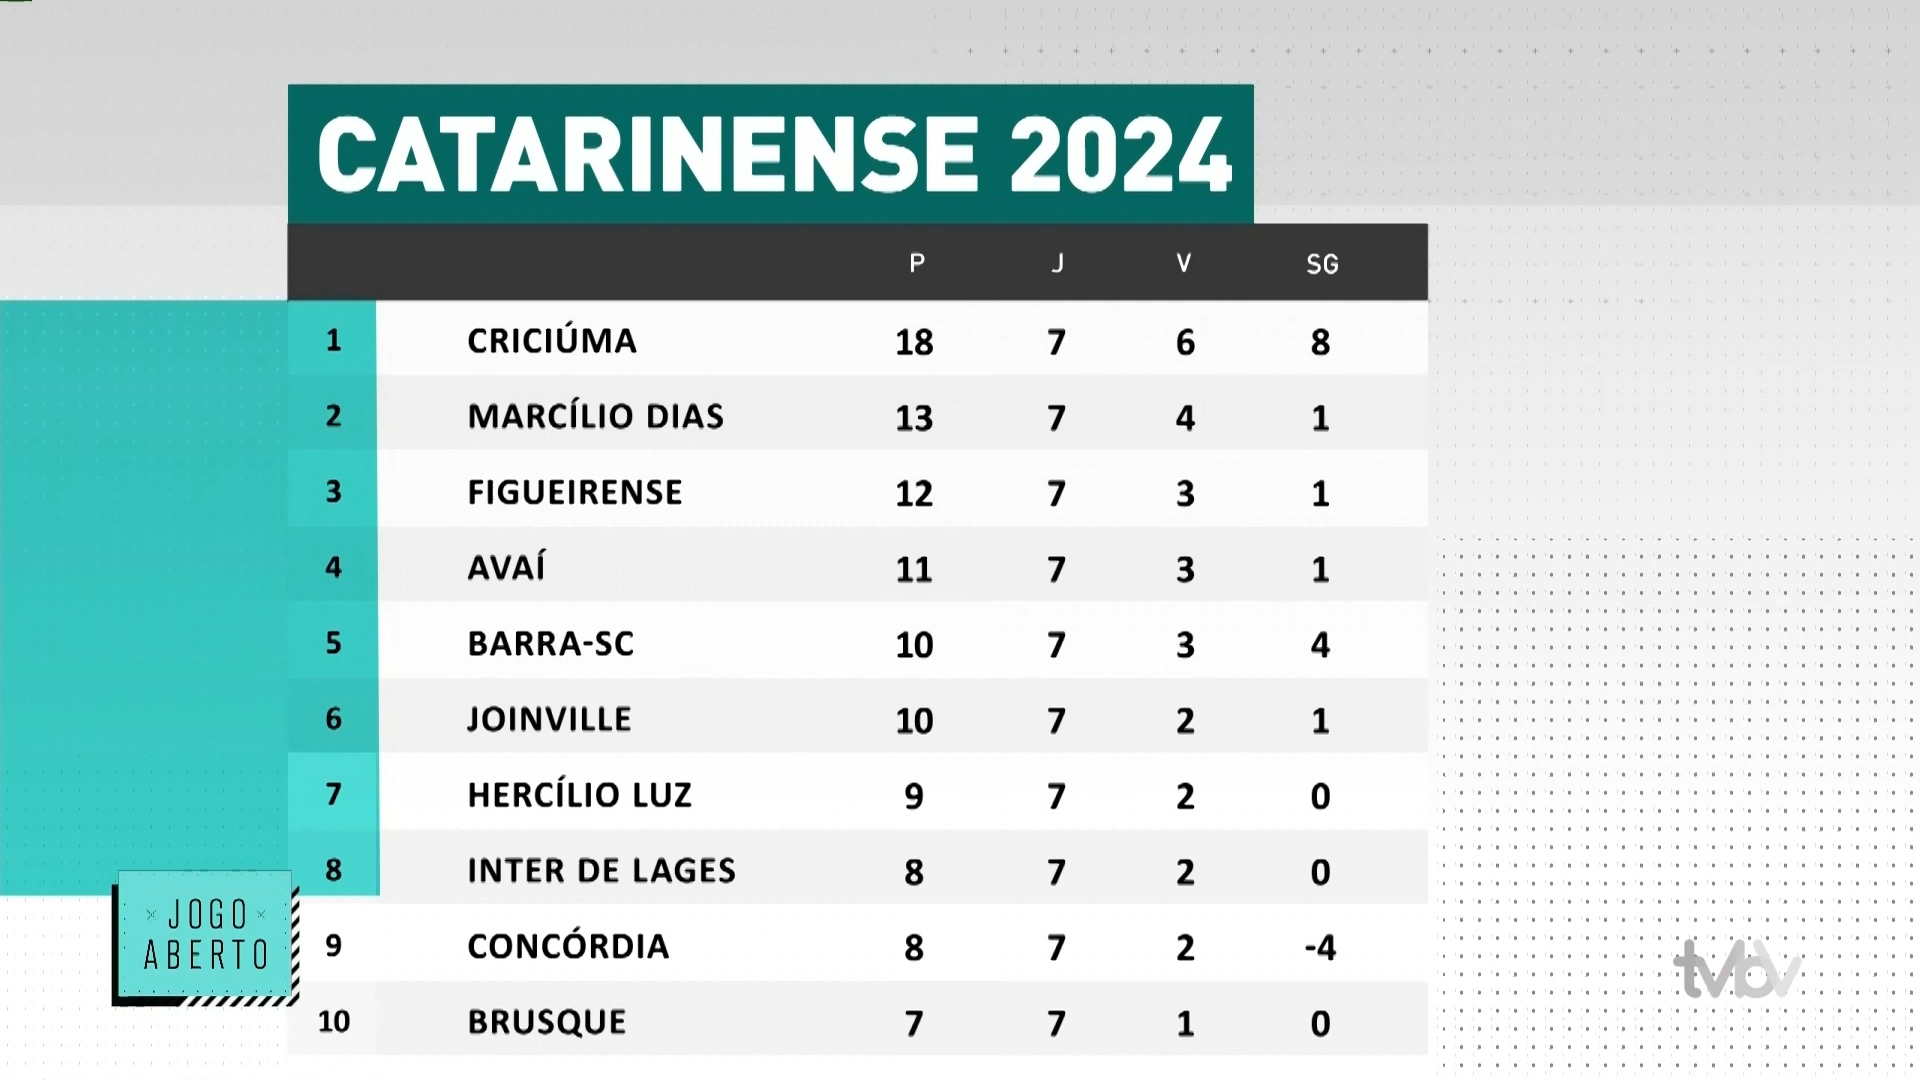 CATARINENSE 2024
P J V SG
1 CRICIÚMA 18 7 6 8
2 MARCÍLIO DIAS 13 7 4 1
3 FIGUEIRENSE 12 7 3 1
4 AVAÍ 11 7 3 1
5 BARRA-SC 10 7 3 4
6 JOINVILLE 10 7 2 1
7 HERCÍLIO LUZ 9 7 2 0
8 INTER DE LAGES 8 7 2 0
9 CONCÓRDIA 8 7 2 -4
10 BRUSQUE 7 7 1 0
JOGO
ABERTO
tvbv